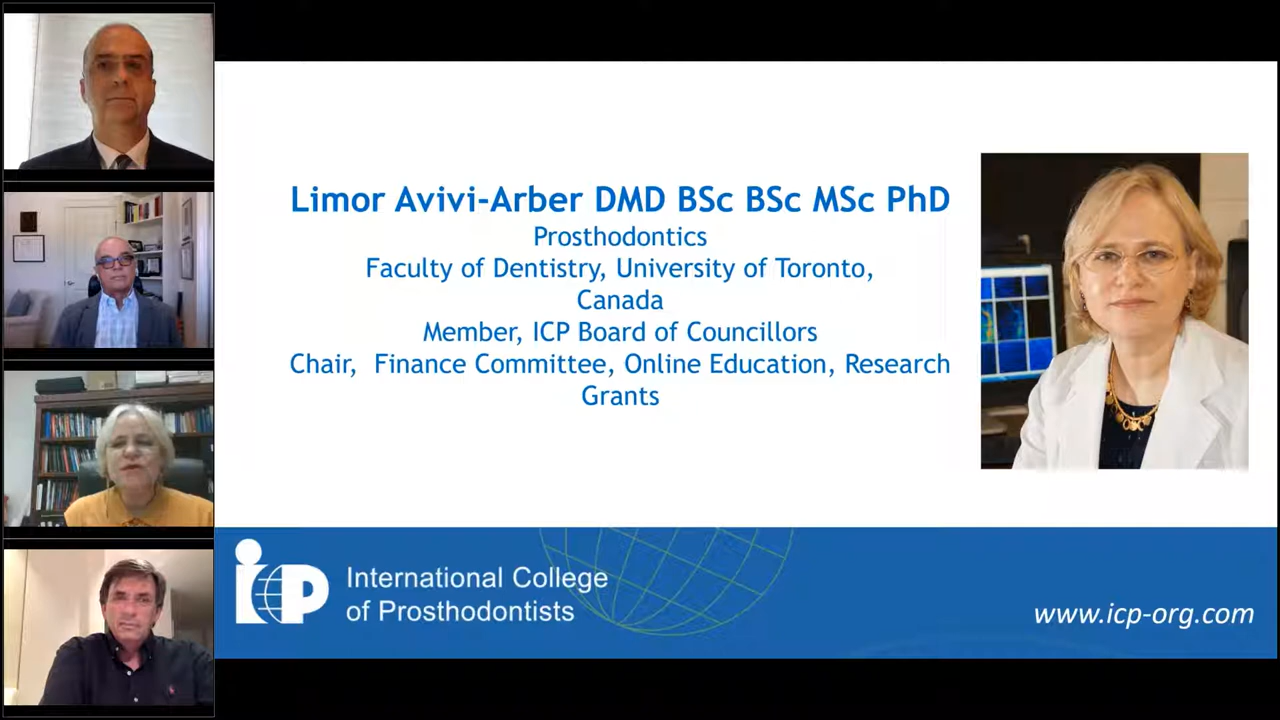 Limor Avivi-Arber DMD BSc BSc MSc PhD
Prosthodontics
Faculty of Dentistry, University of Toronto,
Canada
Member, ICP Board of Councillors
Chair,  Finance Committee, Online Education, Research
Grants
icp
International College
of Prosthodontists
www.icp-org.com